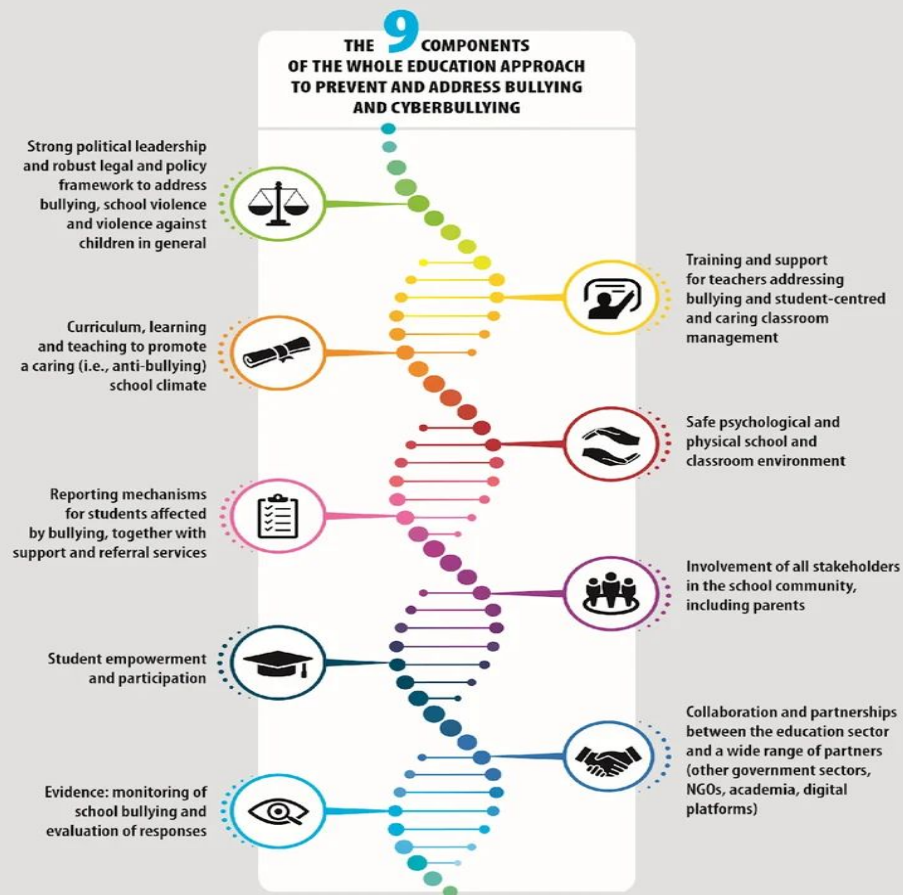 THE 9 COMPONENTS
OF THE WHOLE EDUCATION APPROACH
TO PREVENT AND ADDRESS BULLYING
AND CYBERBULLYING
Strong political leadership
and robust legal and policy
framework to address
bullying, school violence
and violence against
children in general
Training and support
for teachers addressing
bullying and student-centred
and caring classroom
management
Curriculum, learning
and teaching to promote
a caring (i.e., anti-bullying)
school climate
Safe psychological and
physical school and
classroom environment
Reporting mechanisms
for students affected
by bullying, together with
support and referral services
Involvement of all stakeholders
in the school community,
including parents
Student empowerment
and participation
Collaboration and partnerships
between the education sector
and a wide range of partners
(other government sectors,
NGOs, academia, digital
platforms)
Evidence: monitoring of
school bullying and
evaluation of responses